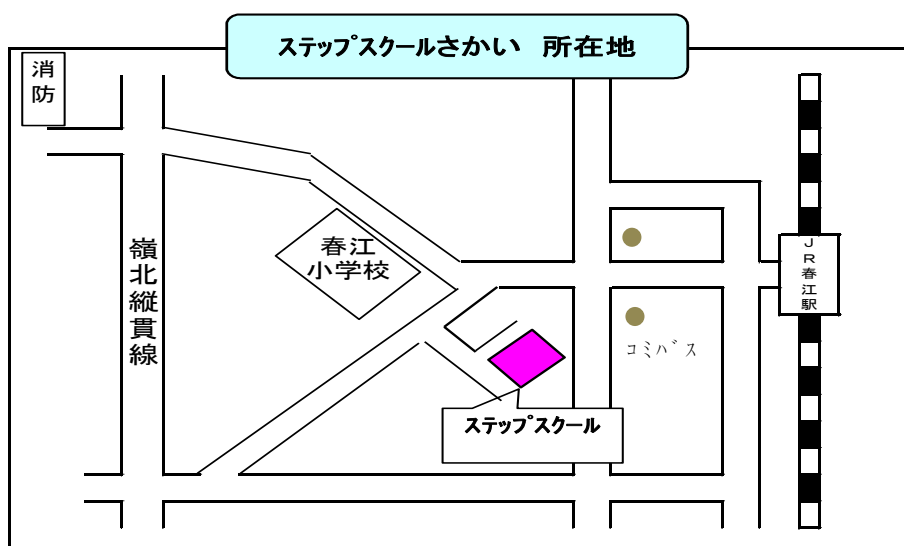 ステップスクールさかい 所在地
消防
春江
小学校
嶺北縦貫線
JR春江駅
コミバス
ステップスクール